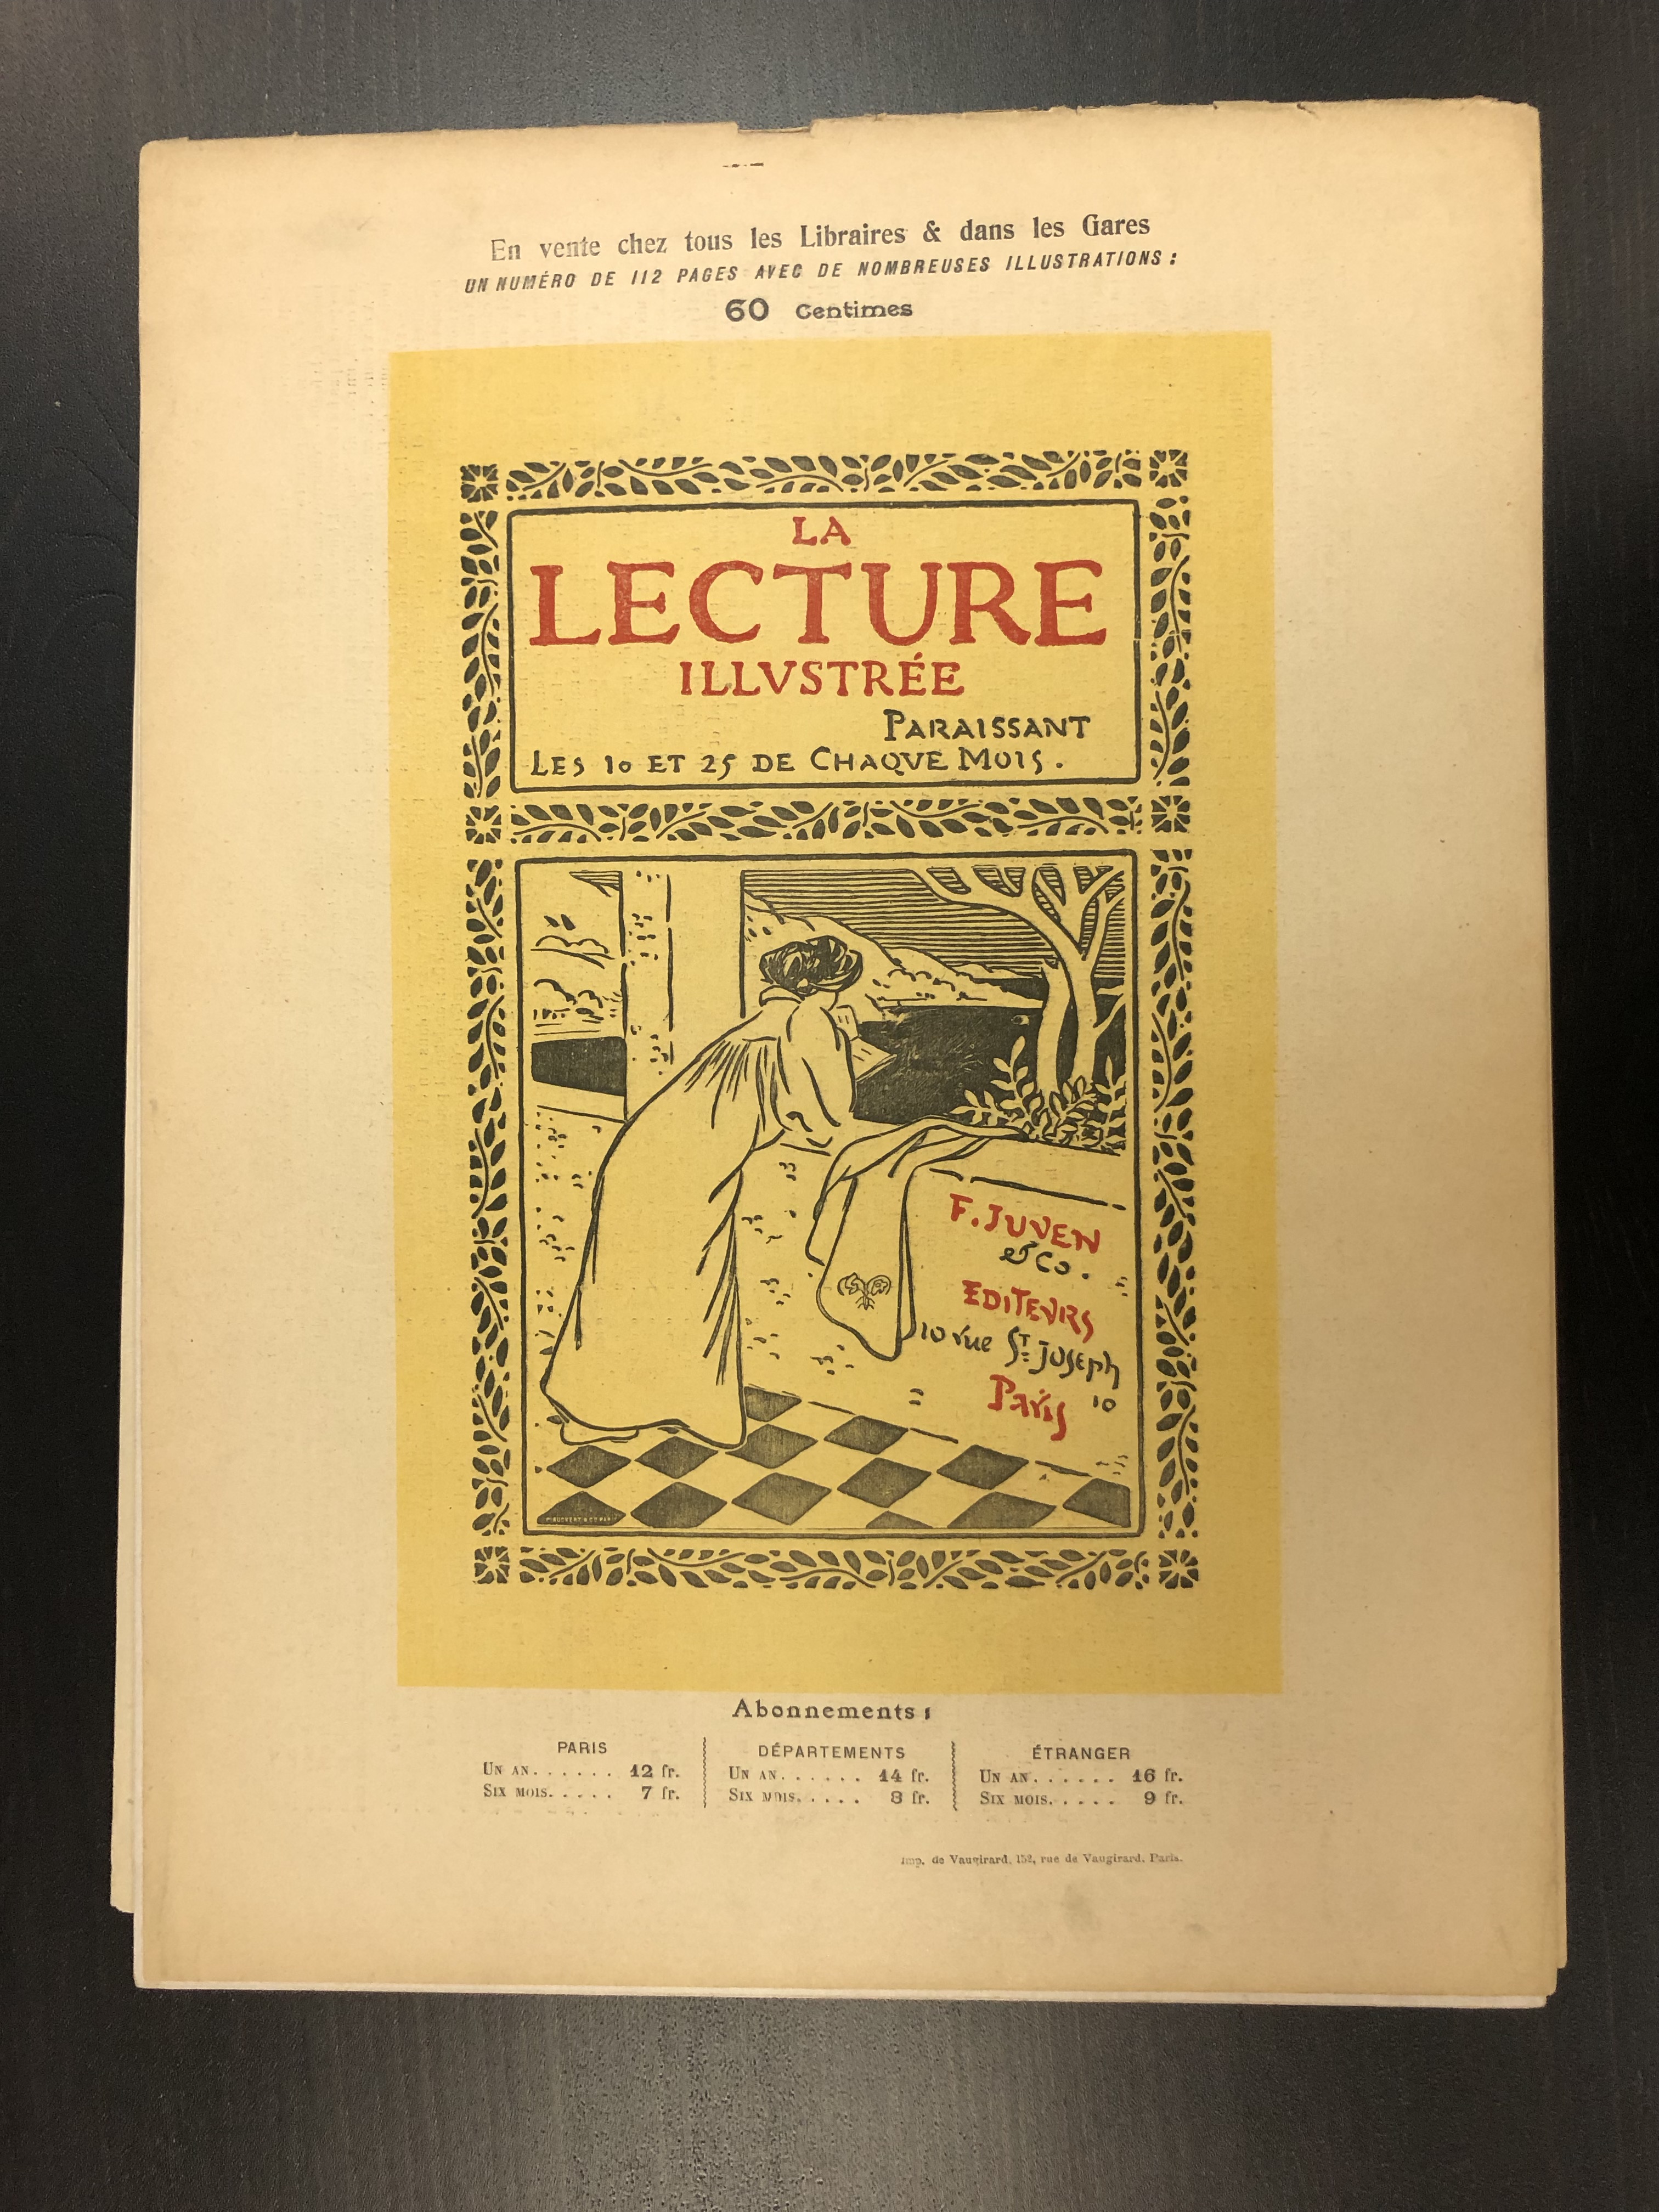 En vente chez tous les Libraires & dans les Gares
UN NUMÉRO DE 112 PAGES AVEC DE NOMBREUSES ILLUSTRATIONS :
60 Centimes
LA
LECTURE
ILLVSTRÉE
PARAISSANT
LES 10 ET 25 DE CHAQVE MOIS.
F. JUVEN
& Co.
EDITEVRS
10 rue St Joseph 10
PARIS
Abonnements :
PARIS
UN AN. . . . . . . 12 fr.
SIX MOIS. . . . . . 7 fr.
DÉPARTEMENTS
UN AN. . . . . . . 14 fr.
SIX MOIS. . . . . . 8 fr.
ÉTRANGER
UN AN. . . . . . . 16 fr.
SIX MOIS. . . . . . 9 fr.
Imp. de Vaugirard, 152, rue de Vaugirard. Paris.